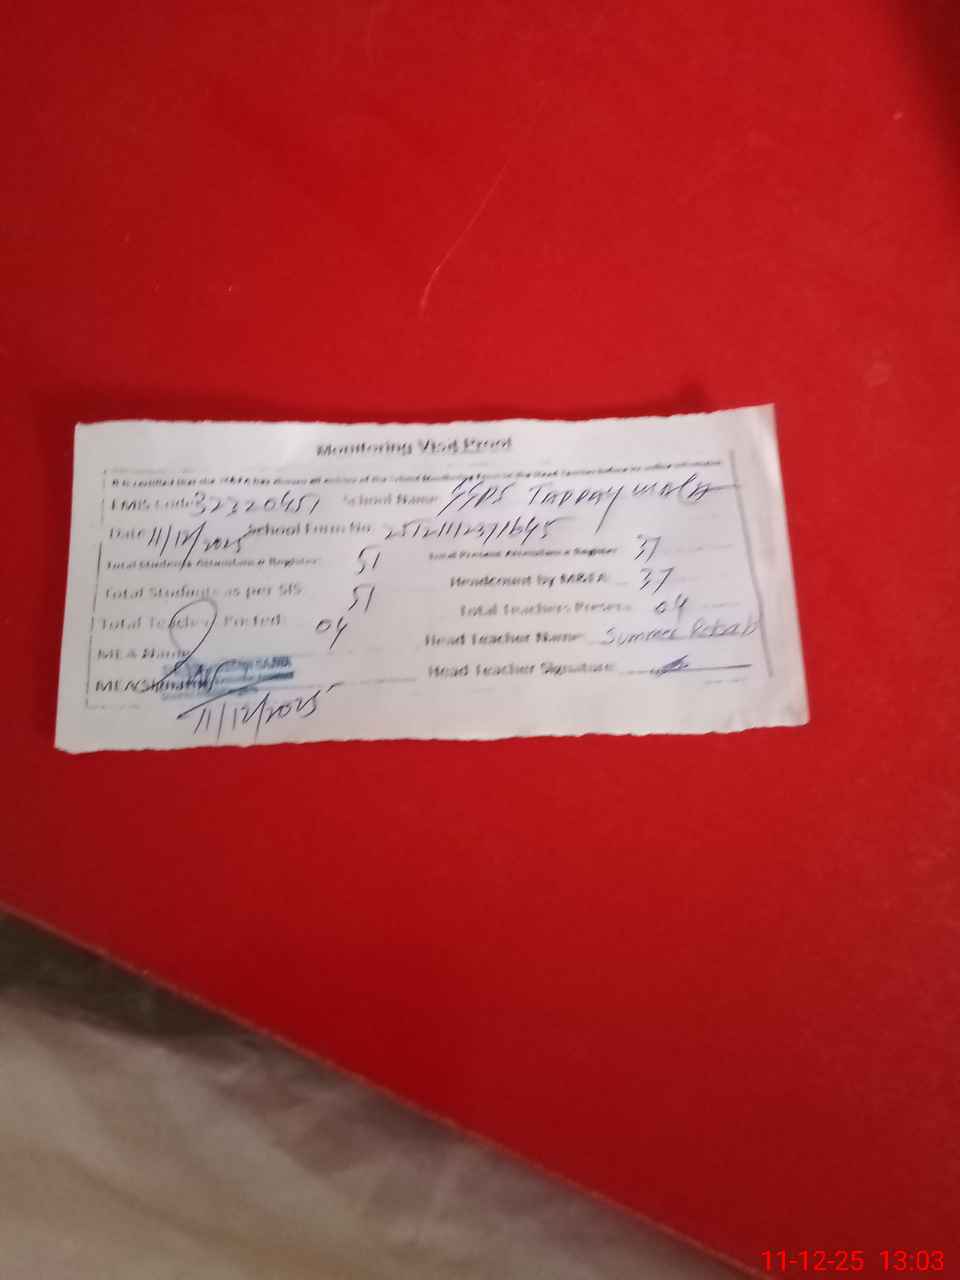 Monitoring Visit Proof
EMIS Code 32320457 School Name GGPS TAPPAY WALA
Date 11/12/2025 School Form No.
Total Students Attendance Register 51 Total Present Attendance Register 37
Total Students as per SIS 51 Headcount by MEA 37
Total Teachers Posted 04 Total Teachers Present 04
MEA Name Head Teacher Name Summer Rubab
MEA Signature Head Teacher Signature
11/12/2025
11-12-25 13:03